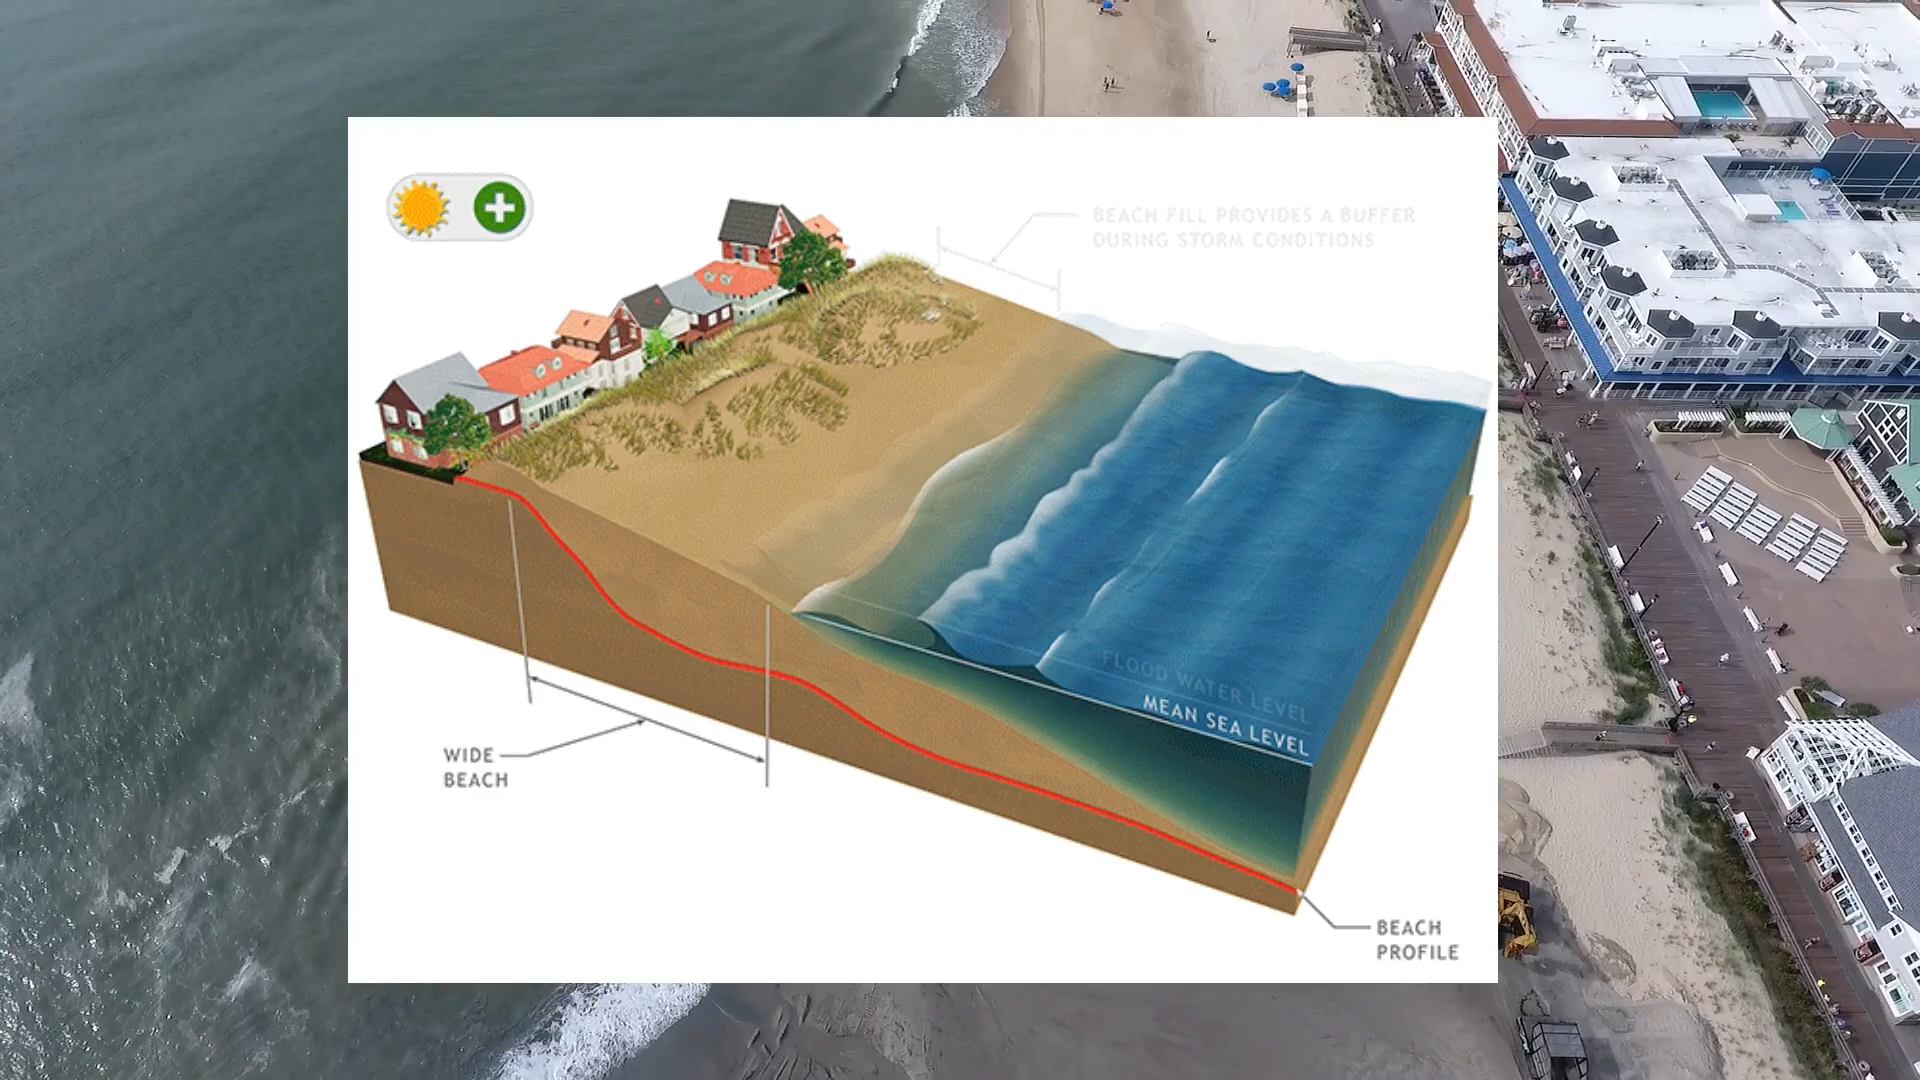 BEACH FILL PROVIDES A BUFFER
DURING STORM CONDITIONS
FLOOD WATER LEVEL
MEAN SEA LEVEL
WIDE
BEACH
BEACH
PROFILE